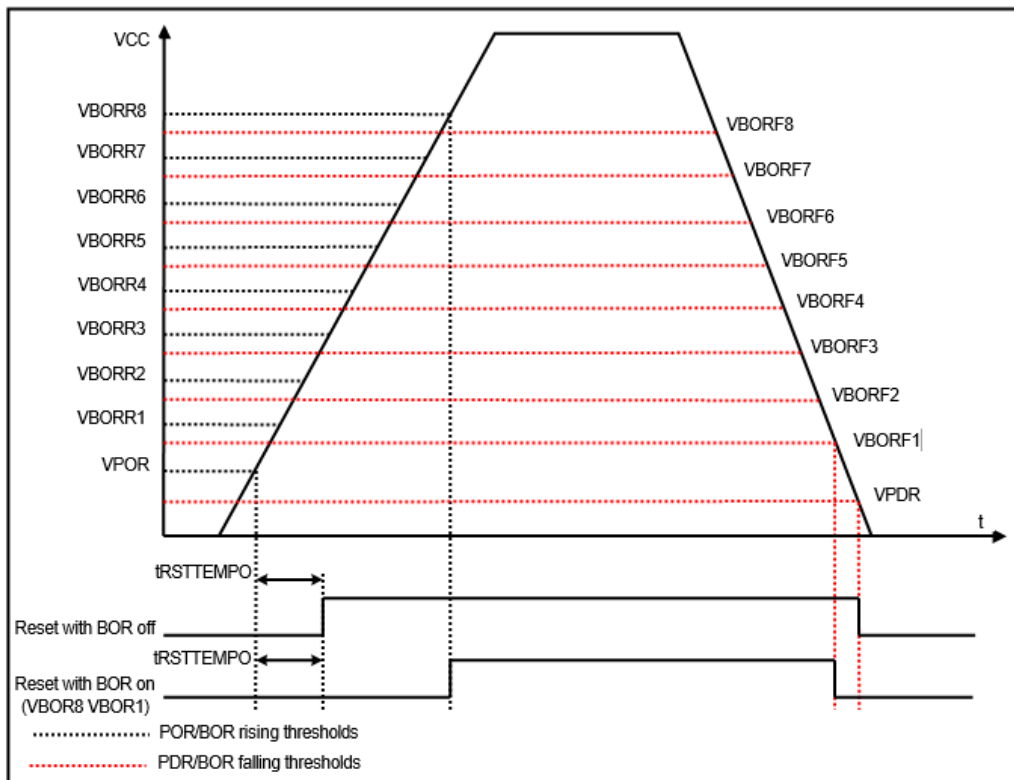 VCC
VBORR8
VBORR7
VBORR6
VBORR5
VBORR4
VBORR3
VBORR2
VBORR1
VPOR
VBORF8
VBORF7
VBORF6
VBORF5
VBORF4
VBORF3
VBORF2
VBORF1
VPDR
t
tRSTTEMPO
Reset with BOR off
tRSTTEMPO
Reset with BOR on
(VBOR8 VBOR1)
POR/BOR rising thresholds
PDR/BOR falling thresholds